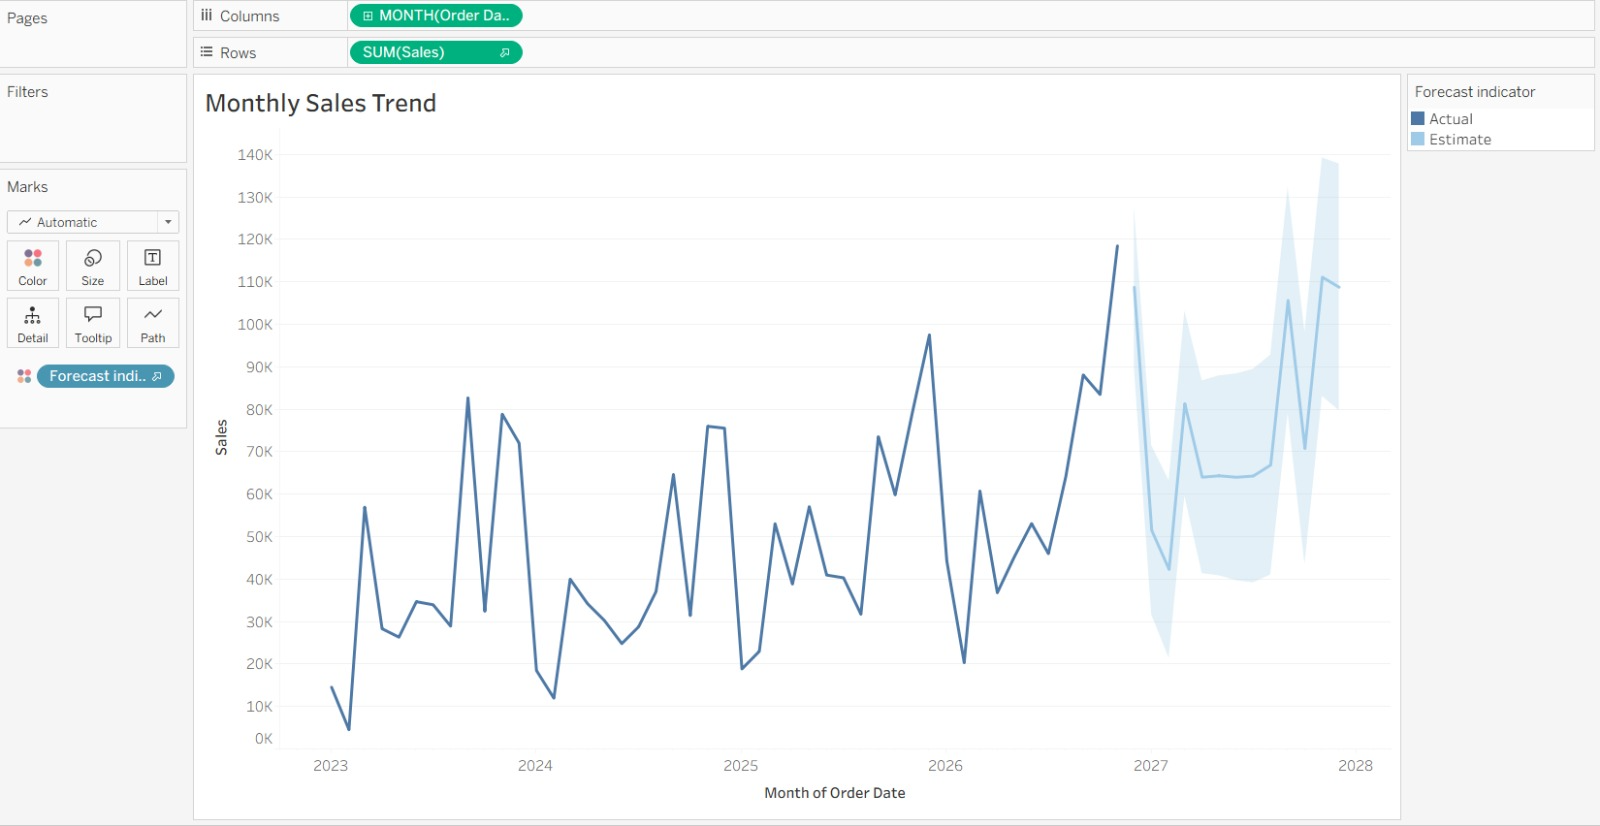 Pages
Columns
MONTH(Order Da..
Rows
SUM(Sales)
Filters
Marks
Automatic
Color
Size
Label
Detail
Tooltip
Path
Forecast indi..
Monthly Sales Trend
140K
130K
120K
110K
100K
90K
80K
70K
60K
50K
40K
30K
20K
10K
0K
Sales
2023
2024
2025
2026
2027
2028
Month of Order Date
Forecast indicator
Actual
Estimate